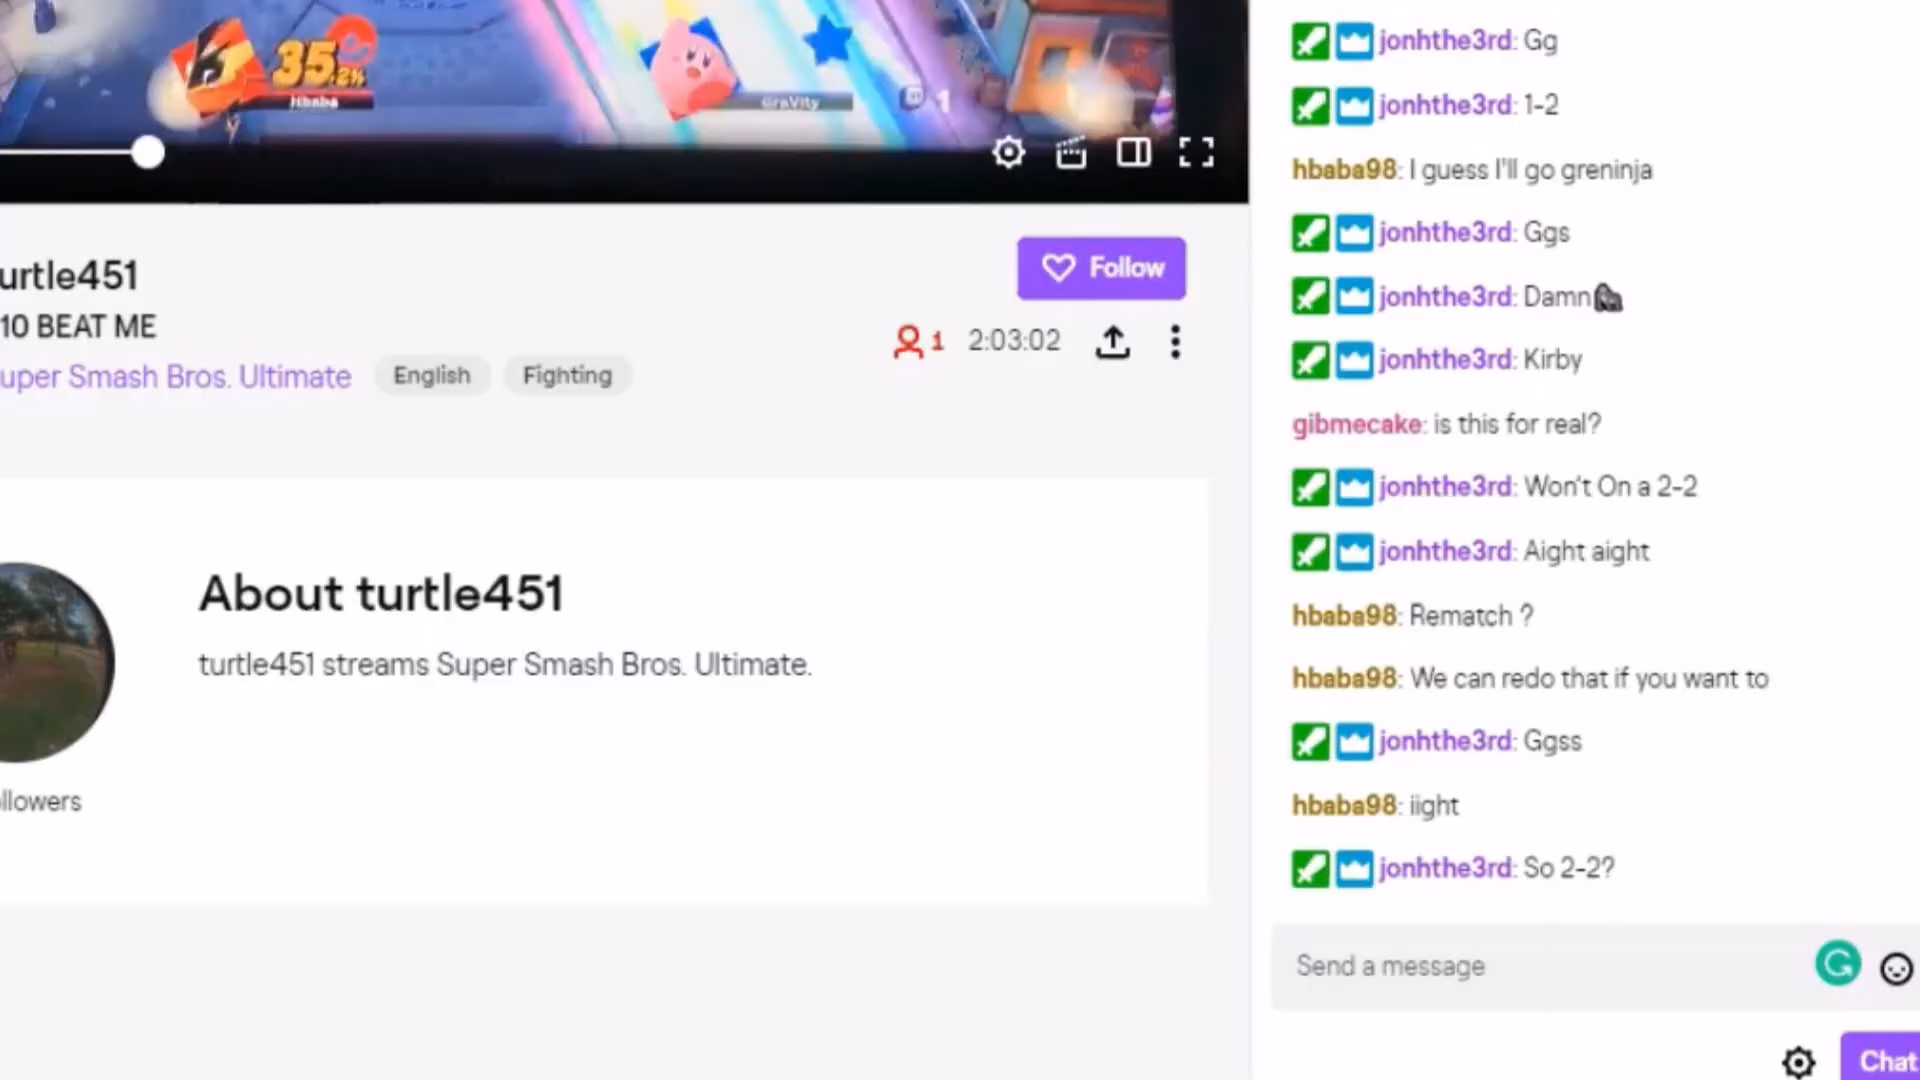 35.2%
Hbaba
GraVity
1
urtle451
10 BEAT ME
uper Smash Bros. Ultimate
English
Fighting
Follow
1
2:03:02
About turtle451
turtle451 streams Super Smash Bros. Ultimate.
llowers
jonhthe3rd: Gg
jonhthe3rd: 1-2
hbaba98: I guess I'll go greninja
jonhthe3rd: Ggs
jonhthe3rd: Damn🦍
jonhthe3rd: Kirby
gibmecake: is this for real?
jonhthe3rd: Won't On a 2-2
jonhthe3rd: Aight aight
hbaba98: Rematch ?
hbaba98: We can redo that if you want to
jonhthe3rd: Ggss
hbaba98: iight
jonhthe3rd: So 2-2?
Send a message
Chat